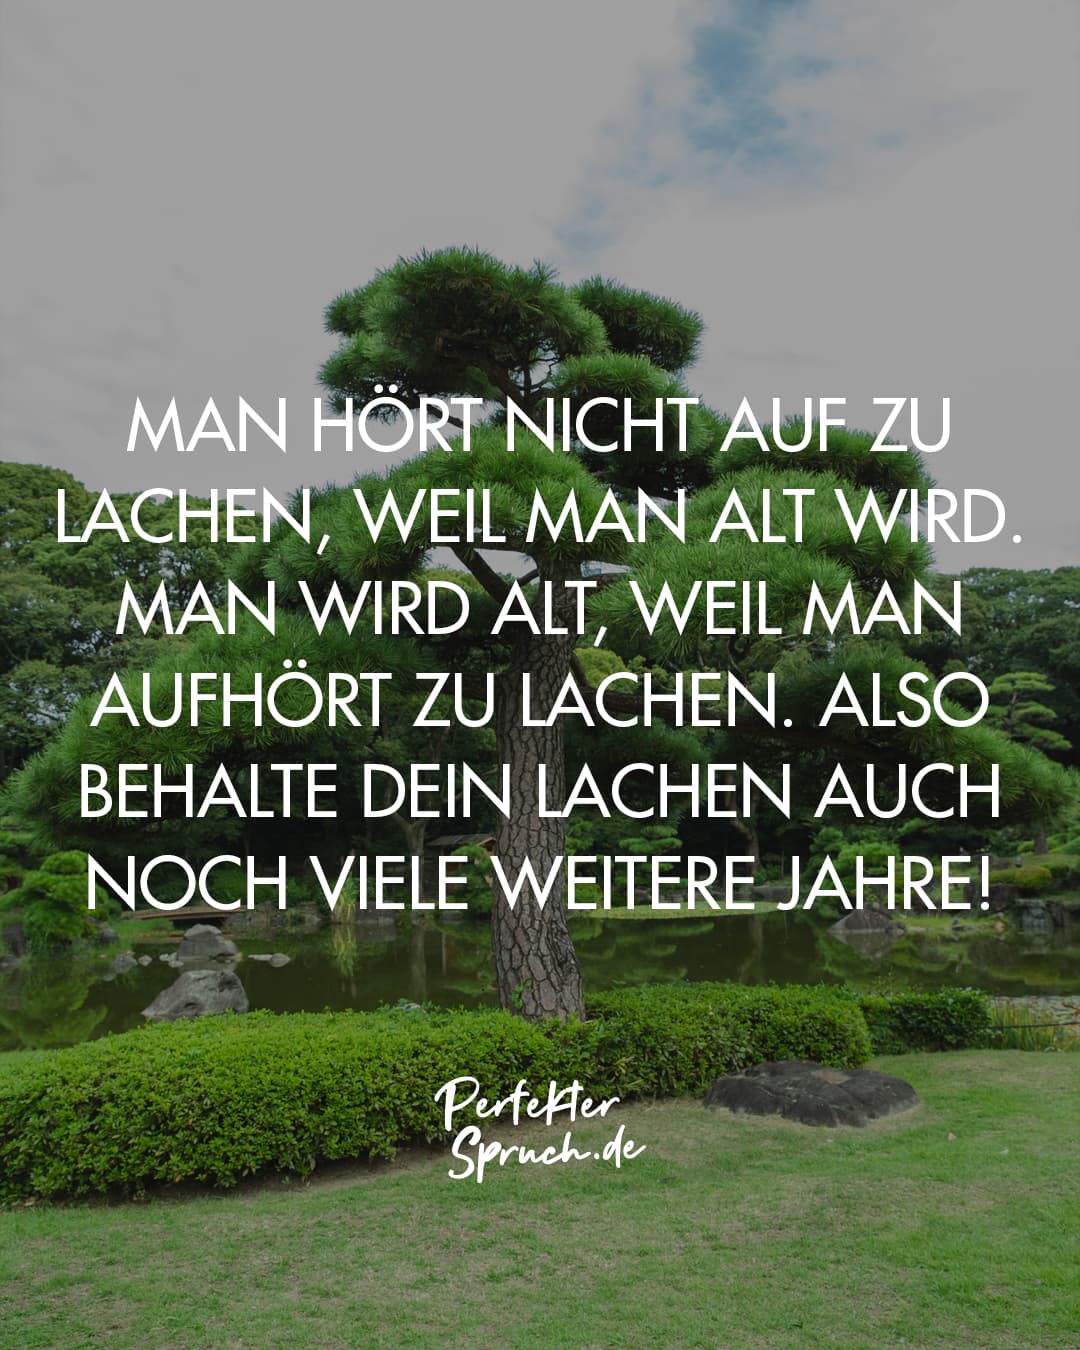 MAN HÖRT NICHT AUF ZU
LACHEN, WEIL MAN ALT WIRD.
MAN WIRD ALT, WEIL MAN
AUFHÖRT ZU LACHEN. ALSO
BEHALTE DEIN LACHEN AUCH
NOCH VIELE WEITERE JAHRE!
Perfekter
Spruch.de